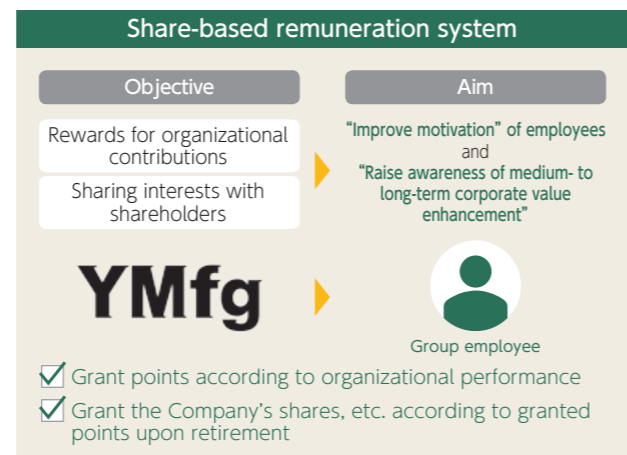 Share-based remuneration system
Objective
Rewards for organizational
contributions
Sharing interests with
shareholders
Aim
“Improve motivation” of employees
and
“Raise awareness of medium- to
long-term corporate value
enhancement”
YMfg
Group employee
Grant points according to organizational performance
Grant the Company’s shares, etc. according to granted
points upon retirement